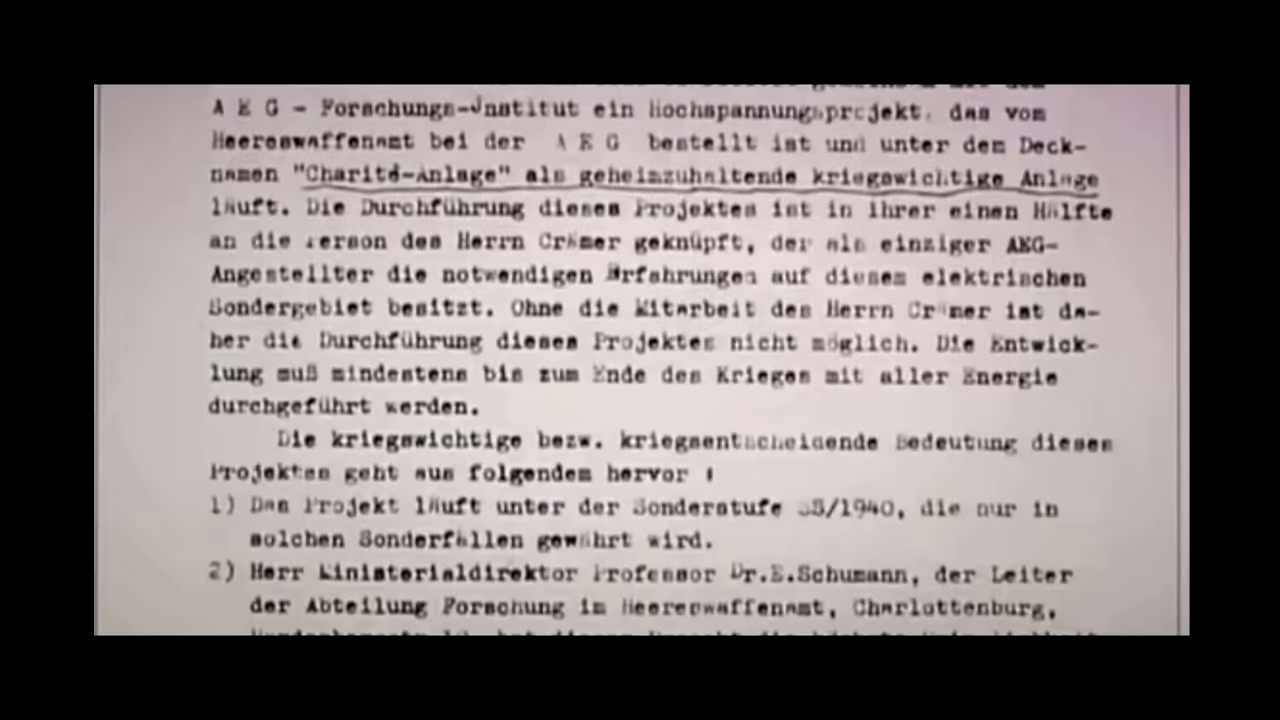 A E G - Forschungs-Jnstitut ein Hochspannungsprojekt, das vom
Heereswaffenamt bei der A E G bestellt ist und unter dem Deck-
namen "Charité-Anlage" als geheimzuhaltende kriegswichtige Anlage
läuft. Die Durchführung dieses Projektes ist in ihrer einen Hälfte
an die Person des Herrn Crämer geknüpft, der als einziger AEG-
Angestellter die notwendigen Erfahrungen auf diesem elektrischen
Sondergebiet besitzt. Ohne die Mitarbeit des Herrn Crämer ist da-
her die Durchführung dieses Projektes nicht möglich. Die Entwick-
lung muß mindestens bis zum Ende des Krieges mit aller Energie
durchgeführt werden.
Die kriegswichtige bezw. kriegsentscheidende Bedeutung dieses
Projektes geht aus folgendem hervor :
1) Das Projekt läuft unter der Sonderstufe SS/1940, die nur in
solchen Sonderfällen gewährt wird.
2) Herr Ministerialdirektor Professor Dr.E.Schumann, der Leiter
der Abteilung Forschung im Heereswaffenamt, Charlottenburg,